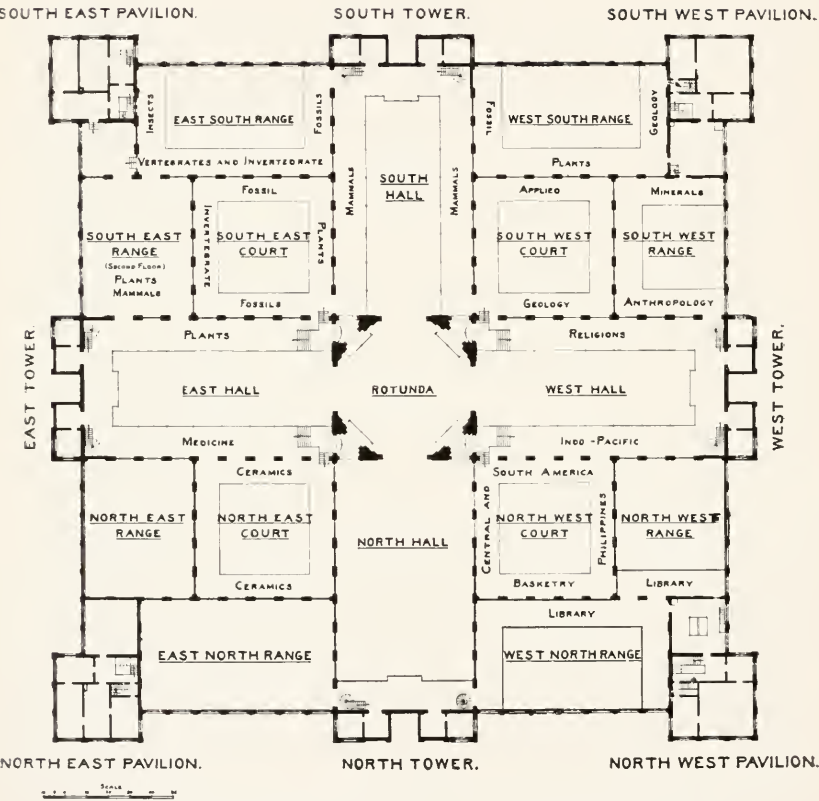 SOUTH EAST PAVILION.
SOUTH TOWER.
SOUTH WEST PAVILION.
INSECTS
EAST SOUTH RANGE
FOSSILS
VERTEBRATES AND INVERTEDRATE
SOUTH
HALL
MAMMALS
MAMMALS
FOSSIL
WEST SOUTH RANGE
GEOLOGY
PLANTS
SOUTH EAST
RANGE
(SECOND FLOOR)
PLANTS
MAMMALS
FOSSIL
INVERTEBRATE
SOUTH EAST
COURT
PLANTS
FOSSILS
APPLIED
SOUTH WEST
COURT
GEOLOGY
MINERALS
SOUTH WEST
RANGE
ANTHROPOLOGY
EAST TOWER.
PLANTS
EAST HALL
MEDICINE
ROTUNDA
RELIGIONS
WEST HALL
INDO-PACIFIC
WEST TOWER.
NORTH EAST
RANGE
CERAMICS
NORTH EAST
COURT
CERAMICS
NORTH HALL
SOUTH AMERICA
CENTRAL AND
NORTH WEST
COURT
PHILIPPINES
BASKETRY
NORTH WEST
RANGE
LIBRARY
EAST NORTH RANGE
LIBRARY
WEST NORTH RANGE
NORTH EAST PAVILION.
NORTH TOWER.
NORTH WEST PAVILION.
SCALE